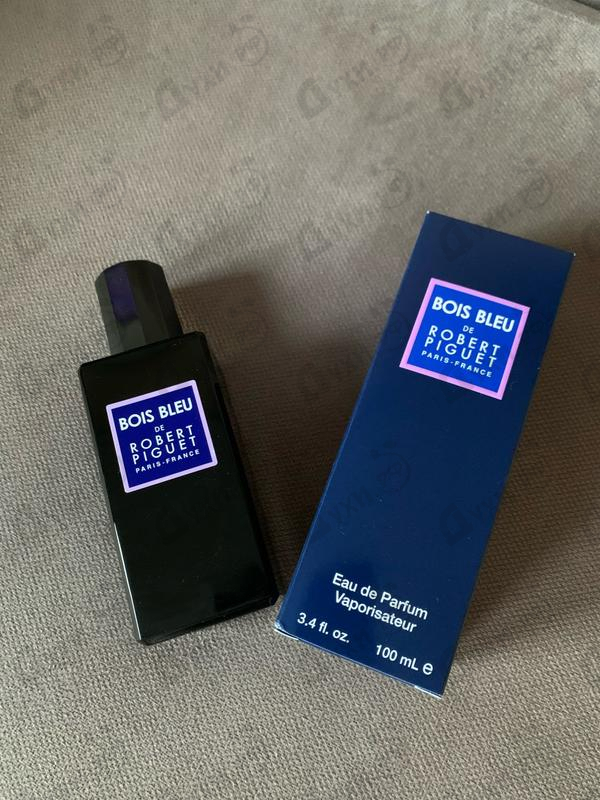 BOIS BLEU
DE
ROBERT
PIGUET
PARIS-FRANCE
BOIS BLEU
DE
ROBERT
PIGUET
PARIS-FRANCE
Eau de Parfum
Vaporisateur
3.4 fl. oz.
100 mL ℮